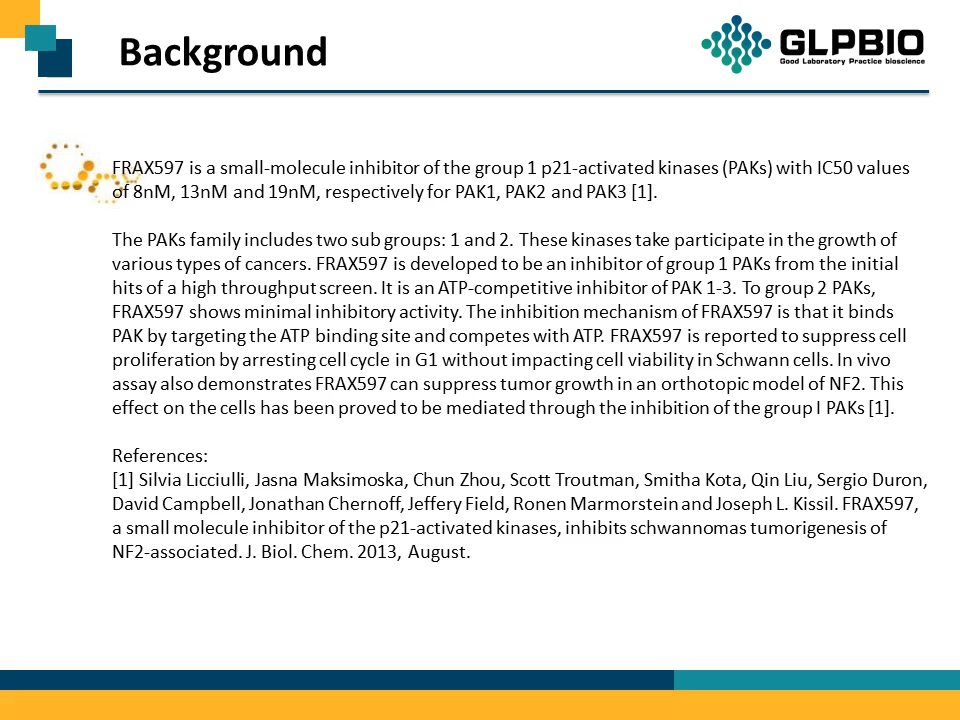 Background
GLPBIO
Good Laboratory Practice bioscience
FRAX597 is a small-molecule inhibitor of the group 1 p21-activated kinases (PAKs) with IC50 values
of 8nM, 13nM and 19nM, respectively for PAK1, PAK2 and PAK3 [1].
The PAKs family includes two sub groups: 1 and 2. These kinases take participate in the growth of
various types of cancers. FRAX597 is developed to be an inhibitor of group 1 PAKs from the initial
hits of a high throughput screen. It is an ATP-competitive inhibitor of PAK 1-3. To group 2 PAKs,
FRAX597 shows minimal inhibitory activity. The inhibition mechanism of FRAX597 is that it binds
PAK by targeting the ATP binding site and competes with ATP. FRAX597 is reported to suppress cell
proliferation by arresting cell cycle in G1 without impacting cell viability in Schwann cells. In vivo
assay also demonstrates FRAX597 can suppress tumor growth in an orthotopic model of NF2. This
effect on the cells has been proved to be mediated through the inhibition of the group I PAKs [1].
References:
[1] Silvia Licciulli, Jasna Maksimoska, Chun Zhou, Scott Troutman, Smitha Kota, Qin Liu, Sergio Duron,
David Campbell, Jonathan Chernoff, Jeffery Field, Ronen Marmorstein and Joseph L. Kissil. FRAX597,
a small molecule inhibitor of the p21-activated kinases, inhibits schwannomas tumorigenesis of
NF2-associated. J. Biol. Chem. 2013, August.